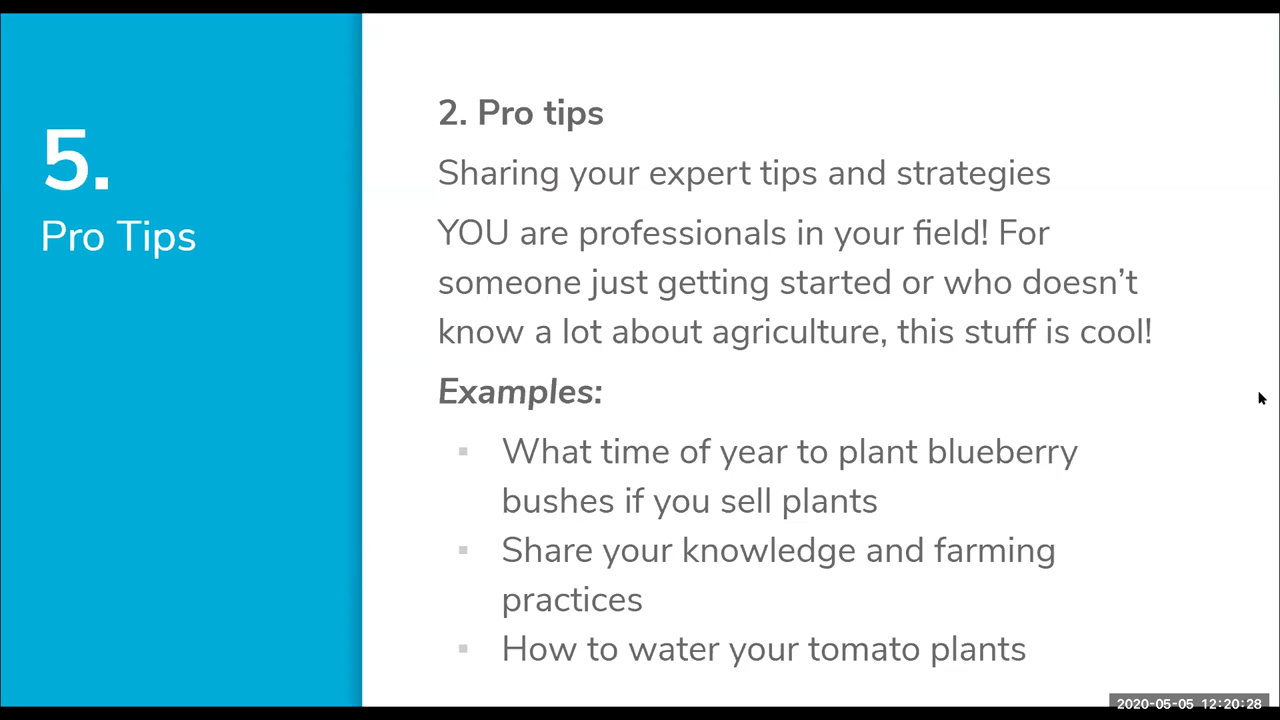 5.
Pro Tips
2. Pro tips
Sharing your expert tips and strategies
YOU are professionals in your field! For
someone just getting started or who doesn’t
know a lot about agriculture, this stuff is cool!
Examples:
▪ What time of year to plant blueberry
bushes if you sell plants
▪ Share your knowledge and farming
practices
▪ How to water your tomato plants
2020-05-05 12:20:28